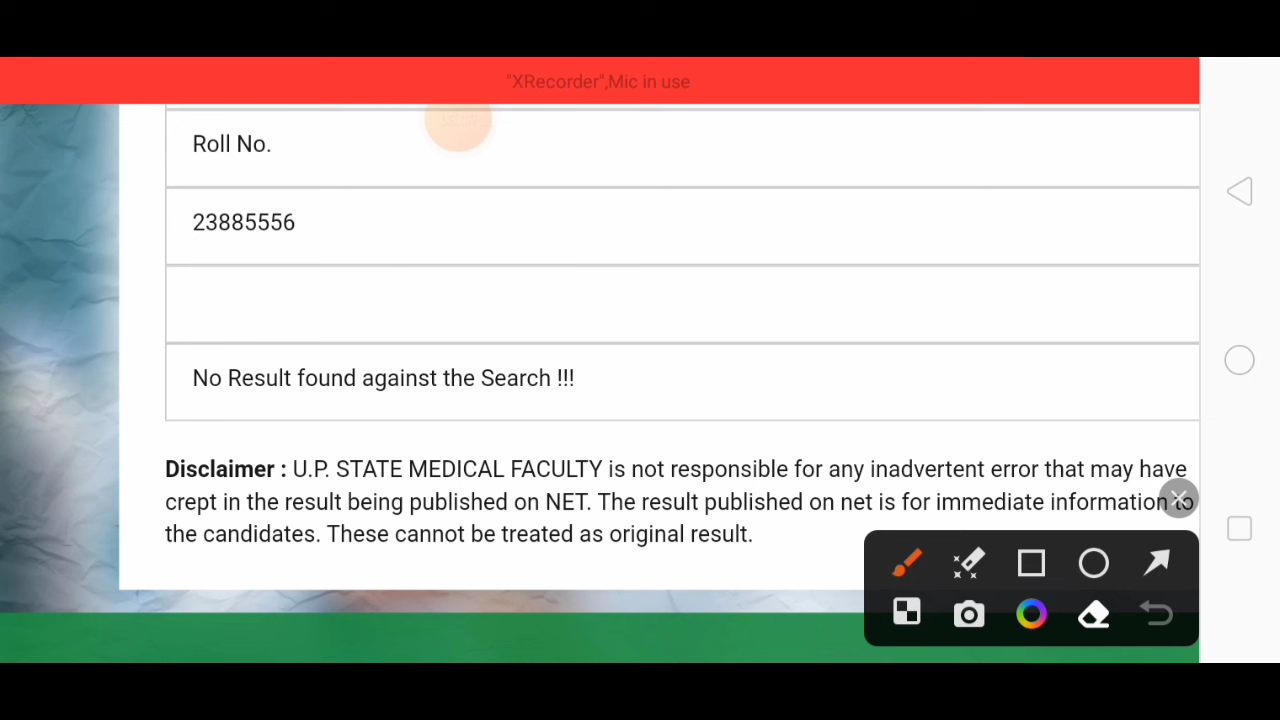 "XRecorder",Mic in use
Roll No.
23885556
No Result found against the Search !!!
Disclaimer : U.P. STATE MEDICAL FACULTY is not responsible for any inadvertent error that may have
crept in the result being published on NET. The result published on net is for immediate information to
the candidates. These cannot be treated as original result.